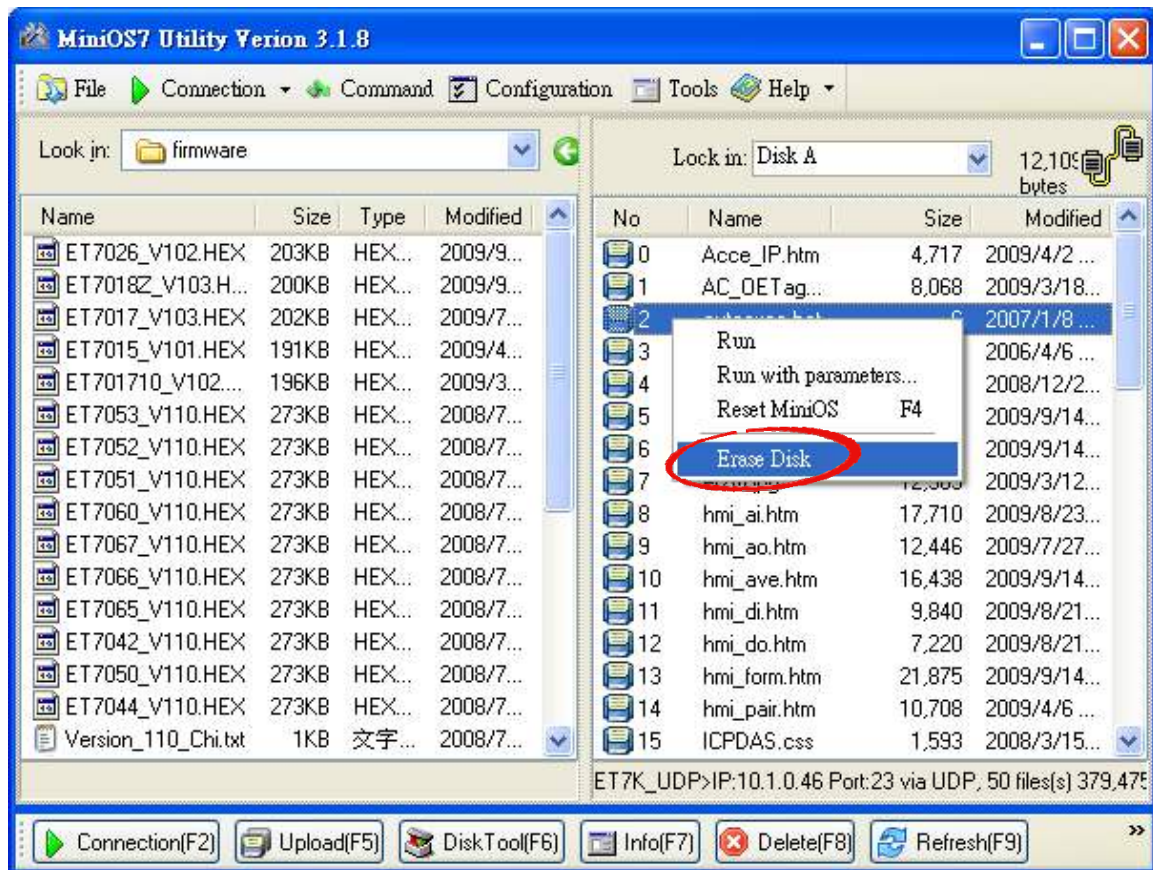 MiniOS7 Utility Verion 3.1.8
File Connection Command Configuration Tools Help
Look in: firmware
Lock in: Disk A
bytes
Name Size Type Modified
ET7026_V102.HEX 203KB HEX... 2009/9...
ET7018Z_V103.H... 200KB HEX... 2009/9...
ET7017_V103.HEX 202KB HEX... 2009/7...
ET7015_V101.HEX 191KB HEX... 2009/4...
ET701710_V102.... 196KB HEX... 2009/3...
ET7053_V110.HEX 273KB HEX... 2008/7...
ET7052_V110.HEX 273KB HEX... 2008/7...
ET7051_V110.HEX 273KB HEX... 2008/7...
ET7060_V110.HEX 273KB HEX... 2008/7...
ET7067_V110.HEX 273KB HEX... 2008/7...
ET7066_V110.HEX 273KB HEX... 2008/7...
ET7065_V110.HEX 273KB HEX... 2008/7...
ET7042_V110.HEX 273KB HEX... 2008/7...
ET7050_V110.HEX 273KB HEX... 2008/7...
ET7044_V110.HEX 273KB HEX... 2008/7...
Version_110_Chi.txt 1KB 文字... 2008/7...
No Name Size Modified
0 Acce_IP.htm 4,717 2009/4/2 ...
1 AC_OETag... 8,068 2009/3/18...
2 2007/1/8 ...
3 2006/4/6 ...
4 2008/12/2...
5 2009/9/14...
6 2009/9/14...
7 2009/3/12...
8 hmi_ai.htm 17,710 2009/8/23...
9 hmi_ao.htm 12,446 2009/7/27...
10 hmi_ave.htm 16,438 2009/9/14...
11 hmi_di.htm 9,840 2009/8/21...
12 hmi_do.htm 7,220 2009/8/21...
13 hmi_form.htm 21,875 2009/9/14...
14 hmi_pair.htm 10,708 2009/4/6 ...
15 ICPDAS.css 1,593 2008/3/15...
Run
Run with parameters...
Reset MiniOS F4
Erase Disk
ET7K_UDP>IP:10.1.0.46 Port:23 via UDP, 50 files(s) 379,475
Connection(F2) Upload(F5) DiskTool(F6) Info(F7) Delete(F8) Refresh(F9) »